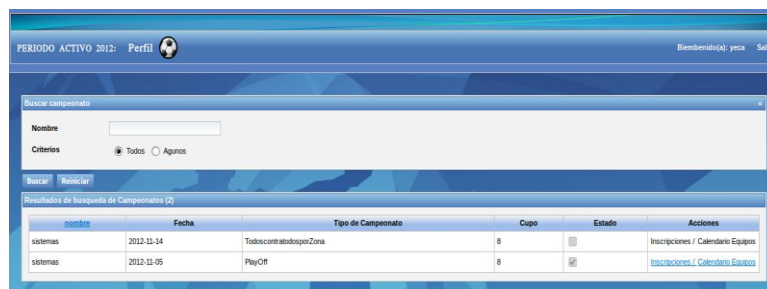 PERIODO ACTIVO 2012: Perfil
Biembenido(a): yeca Sal
Buscar campeonato «
Nombre
Criterios Todos Agunos
Buscar Reiniciar
Resultados de busqueda de Campeonatos (2)
nombre Fecha Tipo de Campeonato Cupo Estado Acciones
sistemas 2012-11-14 TodoscontratodosporZona 8 Inscripciones / Calendario Equipos
sistemas 2012-11-05 PlayOff 8 Inscripciones / Calendario Equipos